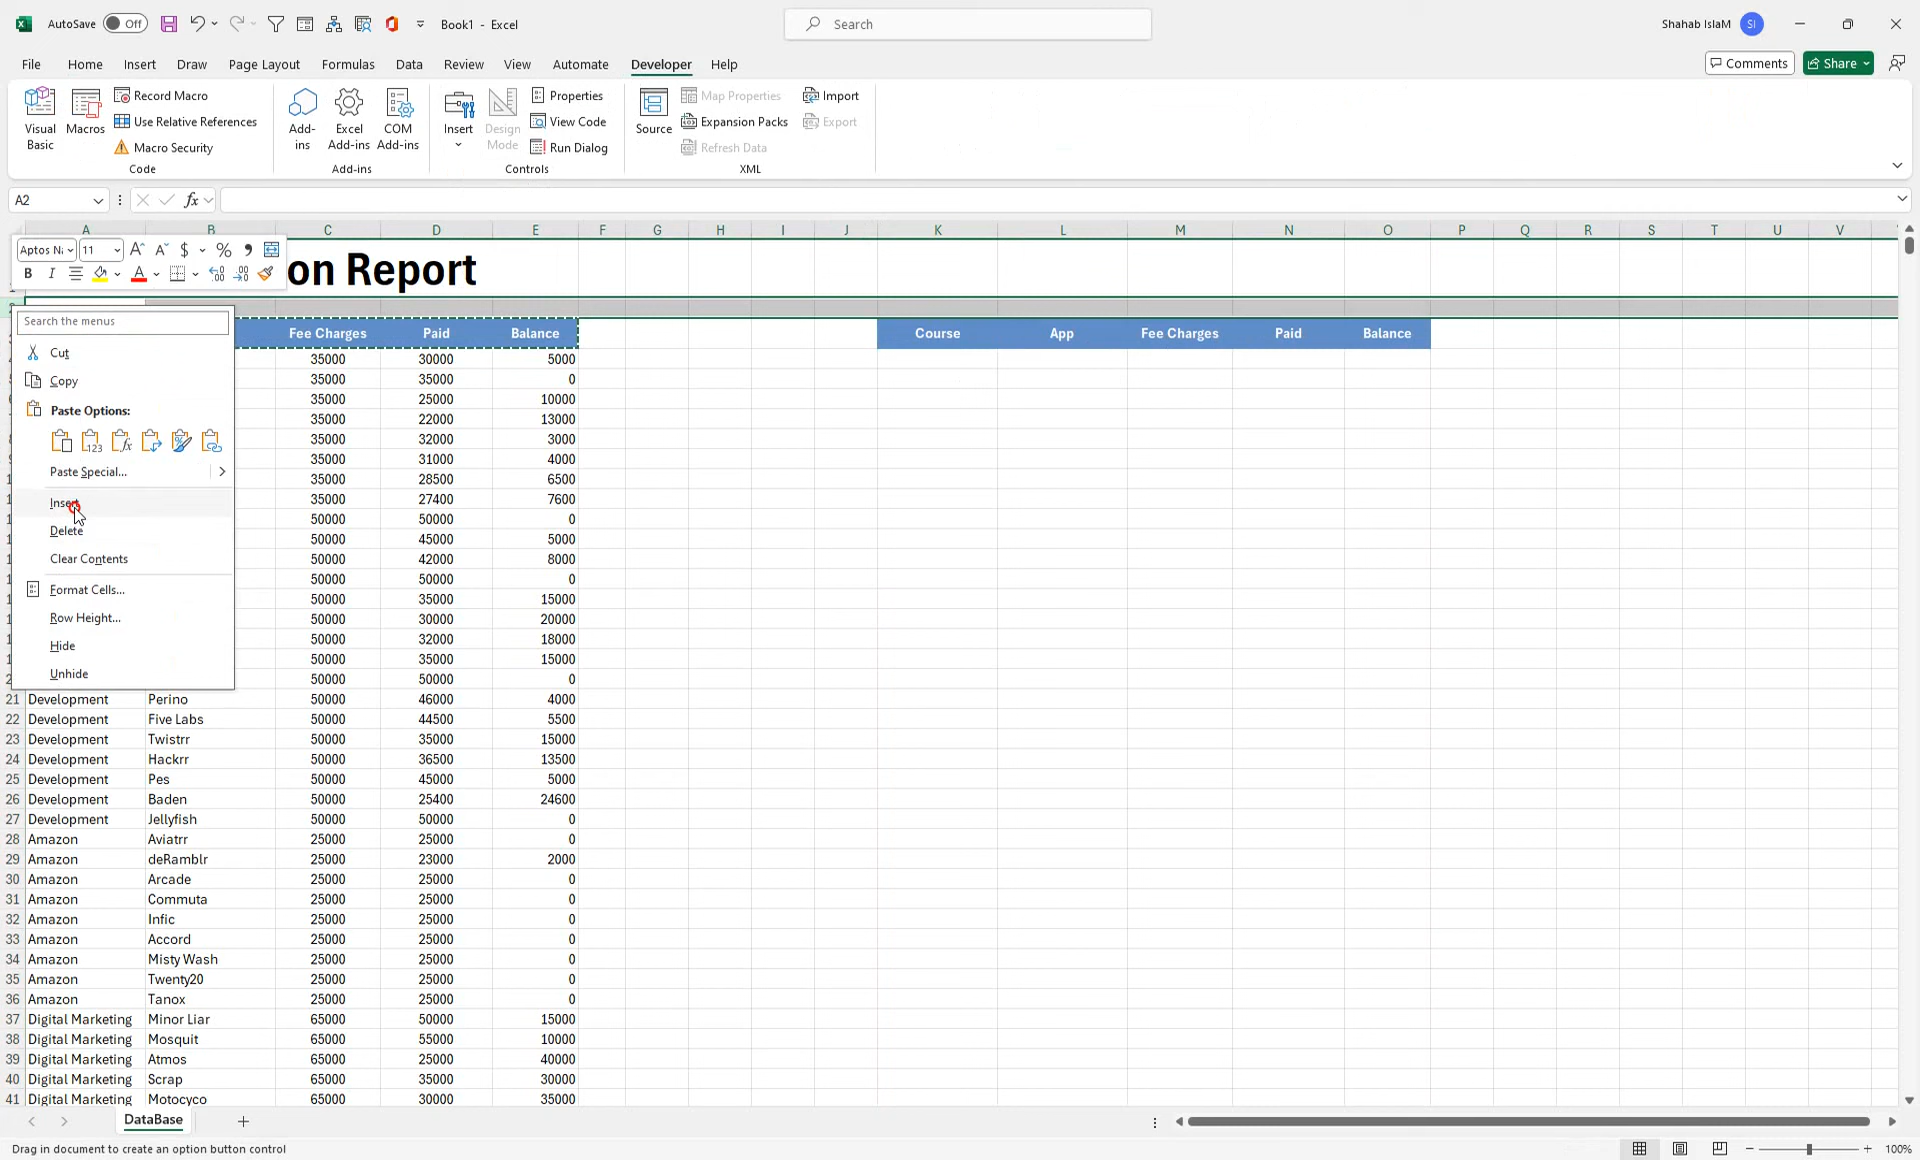 AutoSave Off Book1 - Excel Search Shahab IslaM SI
File Home Insert Draw Page Layout Formulas Data Review View Automate Developer Help Comments Share
Visual Basic
Macros
Record Macro
Use Relative References
Macro Security
Code
Add-ins
Excel Add-ins
COM Add-ins
Add-ins
Insert
Design Mode
Properties
View Code
Run Dialog
Controls
Source
Map Properties
Expansion Packs
Refresh Data
Import
Export
XML
A2 fx
A B C D E F G H I J K L M N O P Q R S T U V
Aptos Na 11 A A $ % 9
B I A
on Report
Search the menus
Cut
Copy
Paste Options:
Paste Special...
Insert
Delete
Clear Contents
Format Cells...
Row Height...
Hide
Unhide
Fee Charges Paid Balance Course App Fee Charges Paid Balance
35000 30000 5000
35000 35000 0
35000 25000 10000
35000 22000 13000
35000 32000 3000
35000 31000 4000
35000 28500 6500
35000 27400 7600
50000 50000 0
50000 45000 5000
50000 42000 8000
50000 50000 0
50000 35000 15000
50000 30000 20000
50000 32000 18000
50000 35000 15000
50000 50000 0
21 Development Perino 50000 46000 4000
22 Development Five Labs 50000 44500 5500
23 Development Twistrr 50000 35000 15000
24 Development Hackrr 50000 36500 13500
25 Development Pes 50000 45000 5000
26 Development Baden 50000 25400 24600
27 Development Jellyfish 50000 50000 0
28 Amazon Aviatrr 25000 25000 0
29 Amazon deRamblr 25000 23000 2000
30 Amazon Arcade 25000 25000 0
31 Amazon Commuta 25000 25000 0
32 Amazon Infic 25000 25000 0
33 Amazon Accord 25000 25000 0
34 Amazon Misty Wash 25000 25000 0
35 Amazon Twenty20 25000 25000 0
36 Amazon Tanox 25000 25000 0
37 Digital Marketing Minor Liar 65000 50000 15000
38 Digital Marketing Mosquit 65000 55000 10000
39 Digital Marketing Atmos 65000 25000 40000
40 Digital Marketing Scrap 65000 35000 30000
41 Digital Marketing Motocyco 65000 30000 35000
DataBase
Drag in document to create an option button control 100%